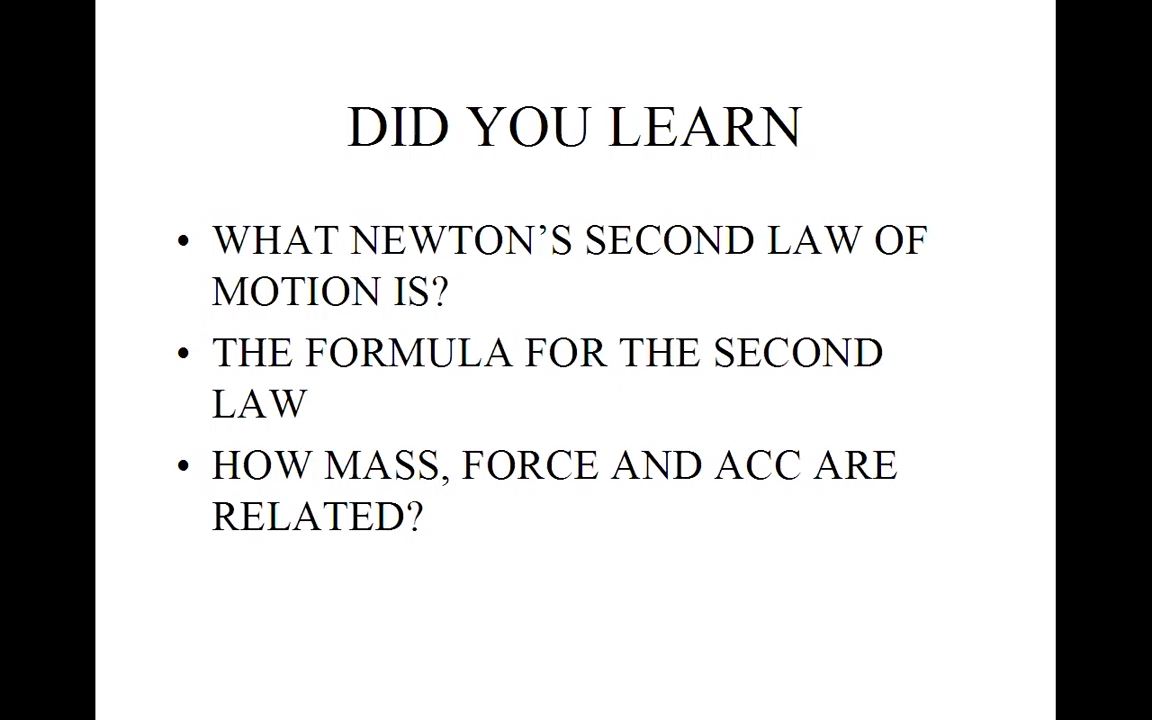 DID YOU LEARN
• WHAT NEWTON’S SECOND LAW OF
MOTION IS?
• THE FORMULA FOR THE SECOND
LAW
• HOW MASS, FORCE AND ACC ARE
RELATED?